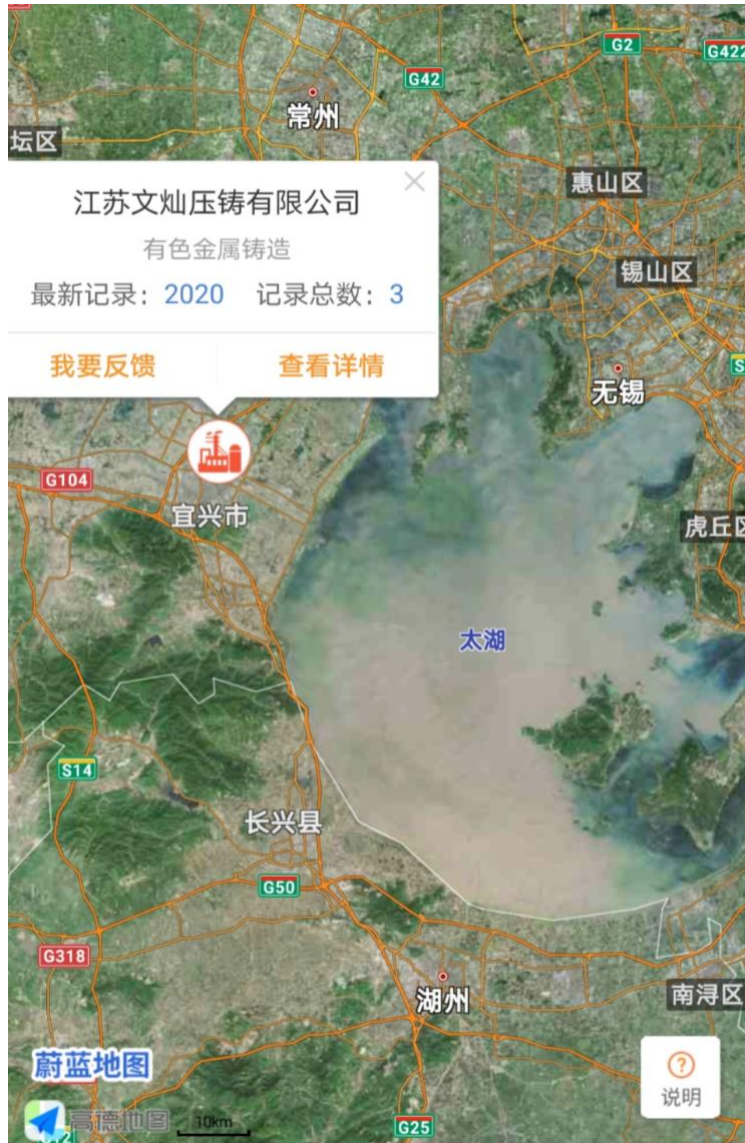 G2
G422
G42
常州
坛区
惠山区
江苏文灿压铸有限公司
有色金属铸造
最新记录：2020 记录总数：3
我要反馈 查看详情
锡山区
无锡
S
G104
宜兴市
虎丘区
太湖
S14
长兴县
G50
G318
湖州
南浔区
蔚蓝地图
高德地图
10km
G25
?
说明